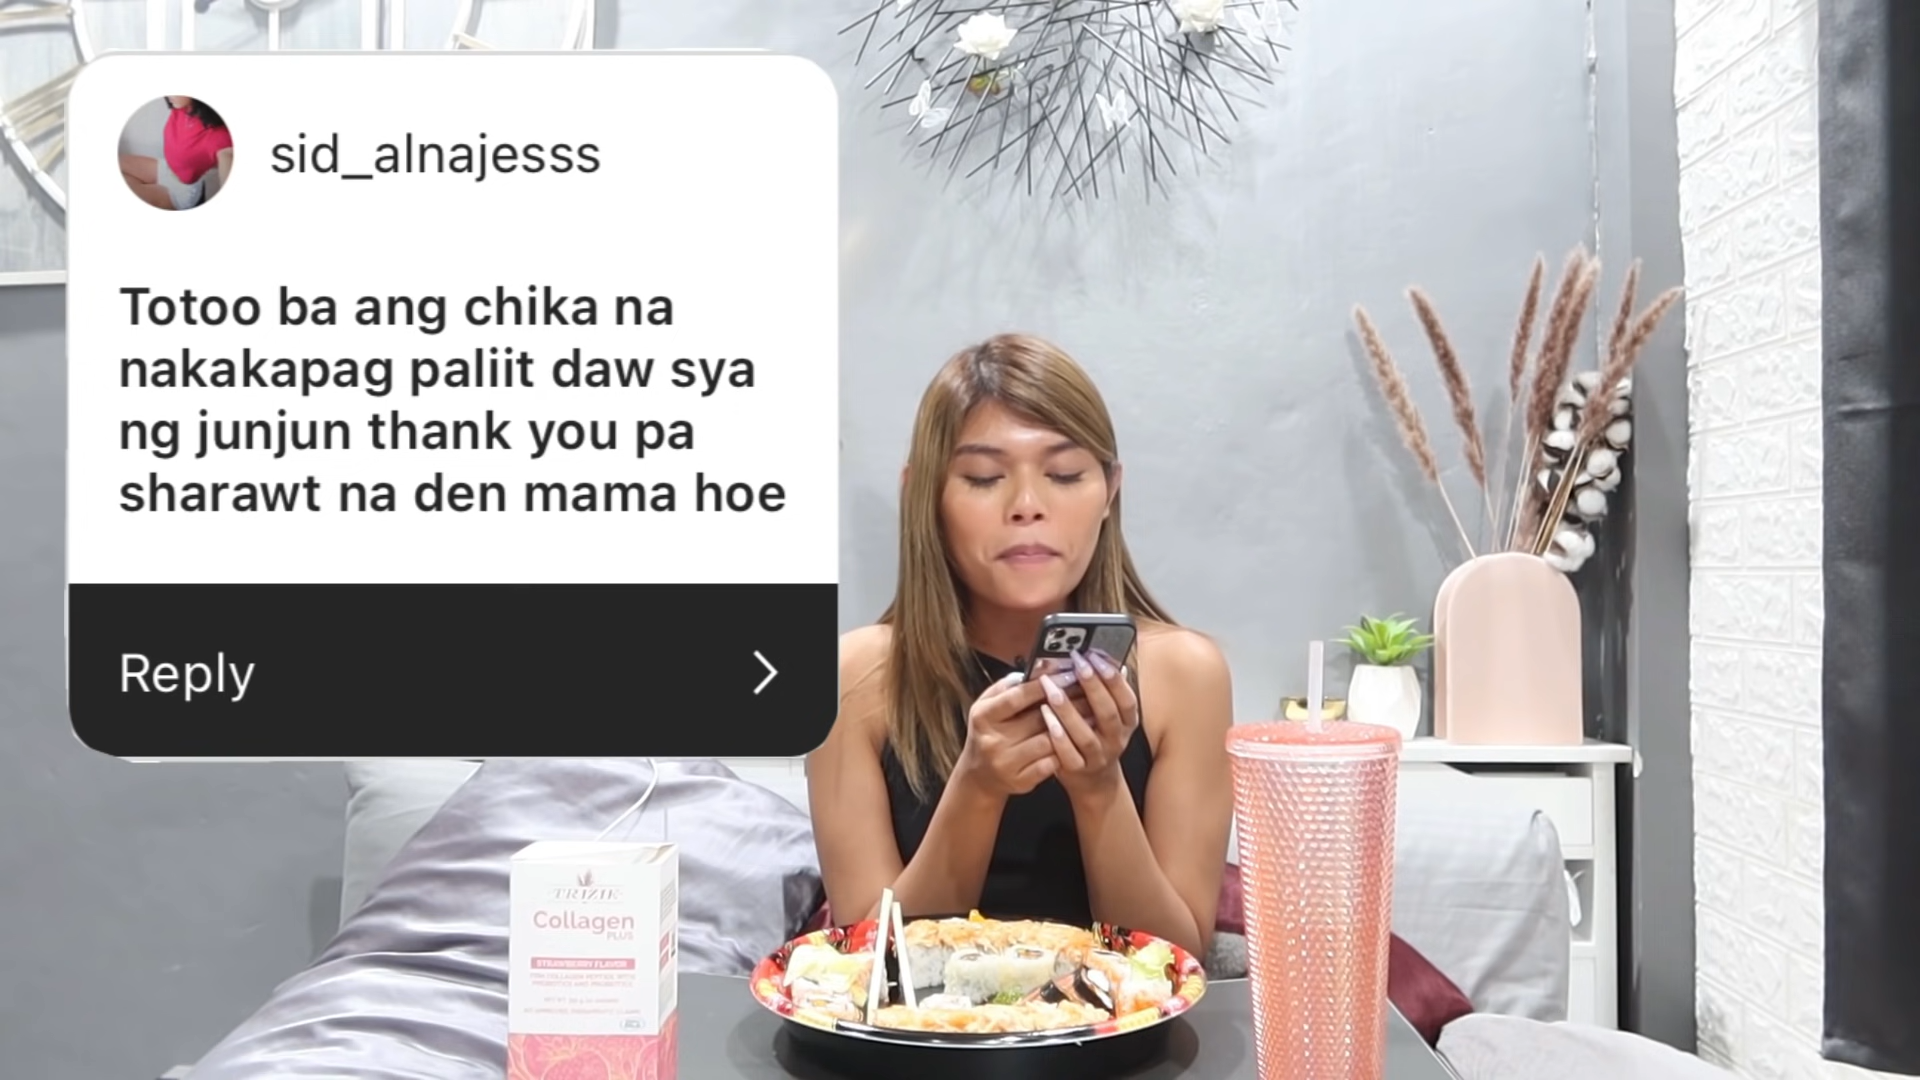 sid_alnajesss
Totoo ba ang chika na
nakakapag paliit daw sya
ng junjun thank you pa
sharawt na den mama hoe
Reply
TRIZIE
Collagen
PLUS
STRAWBERRY FLAVOR